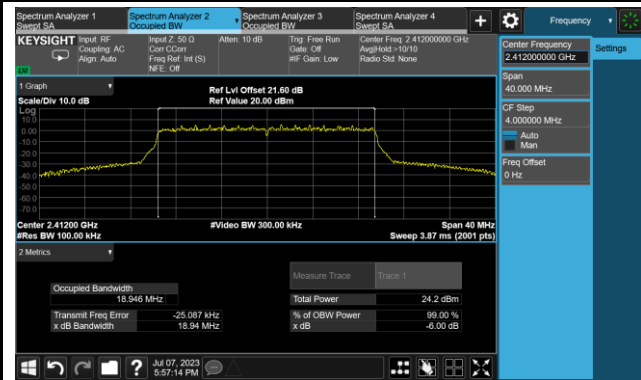 Spectrum Analyzer 1
Swept SA
Spectrum Analyzer 2
Occupied BW
Spectrum Analyzer 3
Occupied BW
Spectrum Analyzer 4
Swept SA
Frequency
KEYSIGHT
Input: RF
Coupling: AC
Align: Auto
Input Z: 50 Ω
Corr CCorr
Freq Ref: Int (S)
NFE: Off
Atten: 10 dB
Trig: Free Run
Gate: Off
#IF Gain: Low
Center Freq: 2.412000000 GHz
Avg|Hold:>10/10
Radio Std: None
LXI
Center Frequency
2.412000000 GHz
Settings
Span
40.000 MHz
CF Step
4.000000 MHz
Auto
Man
Freq Offset
0 Hz
1 Graph
Scale/Div 10.0 dB
Ref Lvl Offset 21.60 dB
Ref Value 20.00 dBm
Log
10.0
0.00
-10.0
-20.0
-30.0
-40.0
-50.0
-60.0
-70.0
Center 2.41200 GHz
#Res BW 100.00 kHz
#Video BW 300.00 kHz
Span 40 MHz
Sweep 3.87 ms (2001 pts)
2 Metrics
Measure Trace
Trace 1
Occupied Bandwidth
18.946 MHz
Total Power
24.2 dBm
Transmit Freq Error
-25.087 kHz
% of OBW Power
99.00 %
x dB Bandwidth
18.94 MHz
x dB
-6.00 dB
?
Jul 07, 2023
5:57:14 PM